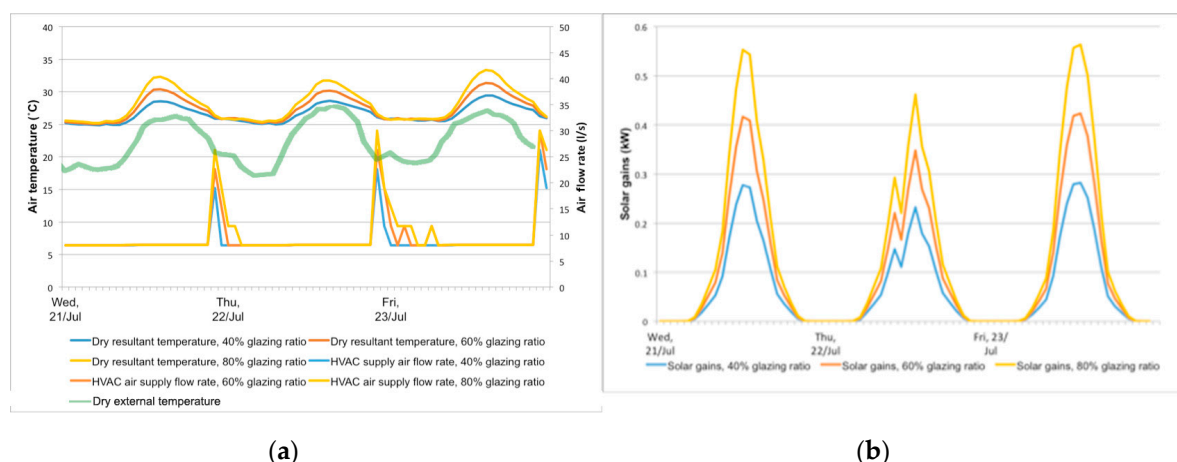 40
35
30
25
20
15
10
5
0
Air temperature (°C)
50
45
40
35
30
25
20
15
10
5
0
Air flow rate (l/s)
Wed,
21/Jul
Thu,
22/Jul
Fri,
23/Jul
Dry resultant temperature, 40% glazing ratio
Dry resultant temperature, 60% glazing ratio
Dry resultant temperature, 80% glazing ratio
HVAC supply air flow rate, 40% glazing ratio
HVAC air supply flow rate, 60% glazing ratio
HVAC air supply flow rate, 80% glazing ratio
Dry external temperature
(a)
0.6
0.5
0.4
0.3
0.2
0.1
0
Solar gains (kW)
Wed,
21/Jul
Thu,
22/Jul
Fri, 23/
Jul
Solar gains, 40% glazing ratio
Solar gains, 60% glazing ratio
Solar gains, 80% glazing ratio
(b)